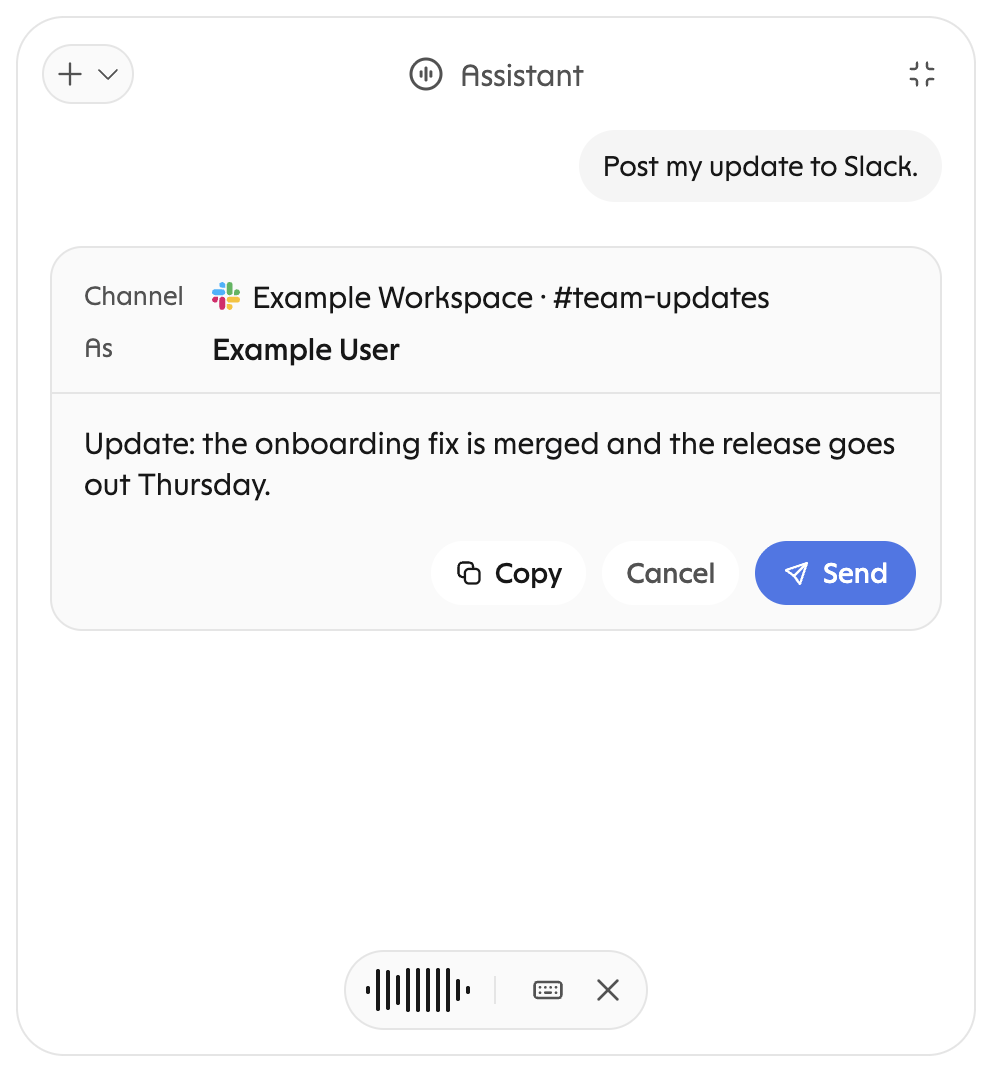 Assistant
Post my update to Slack.
Channel Example Workspace · #team-updates
As Example User
Update: the onboarding fix is merged and the release goes
out Thursday.
Copy Cancel Send